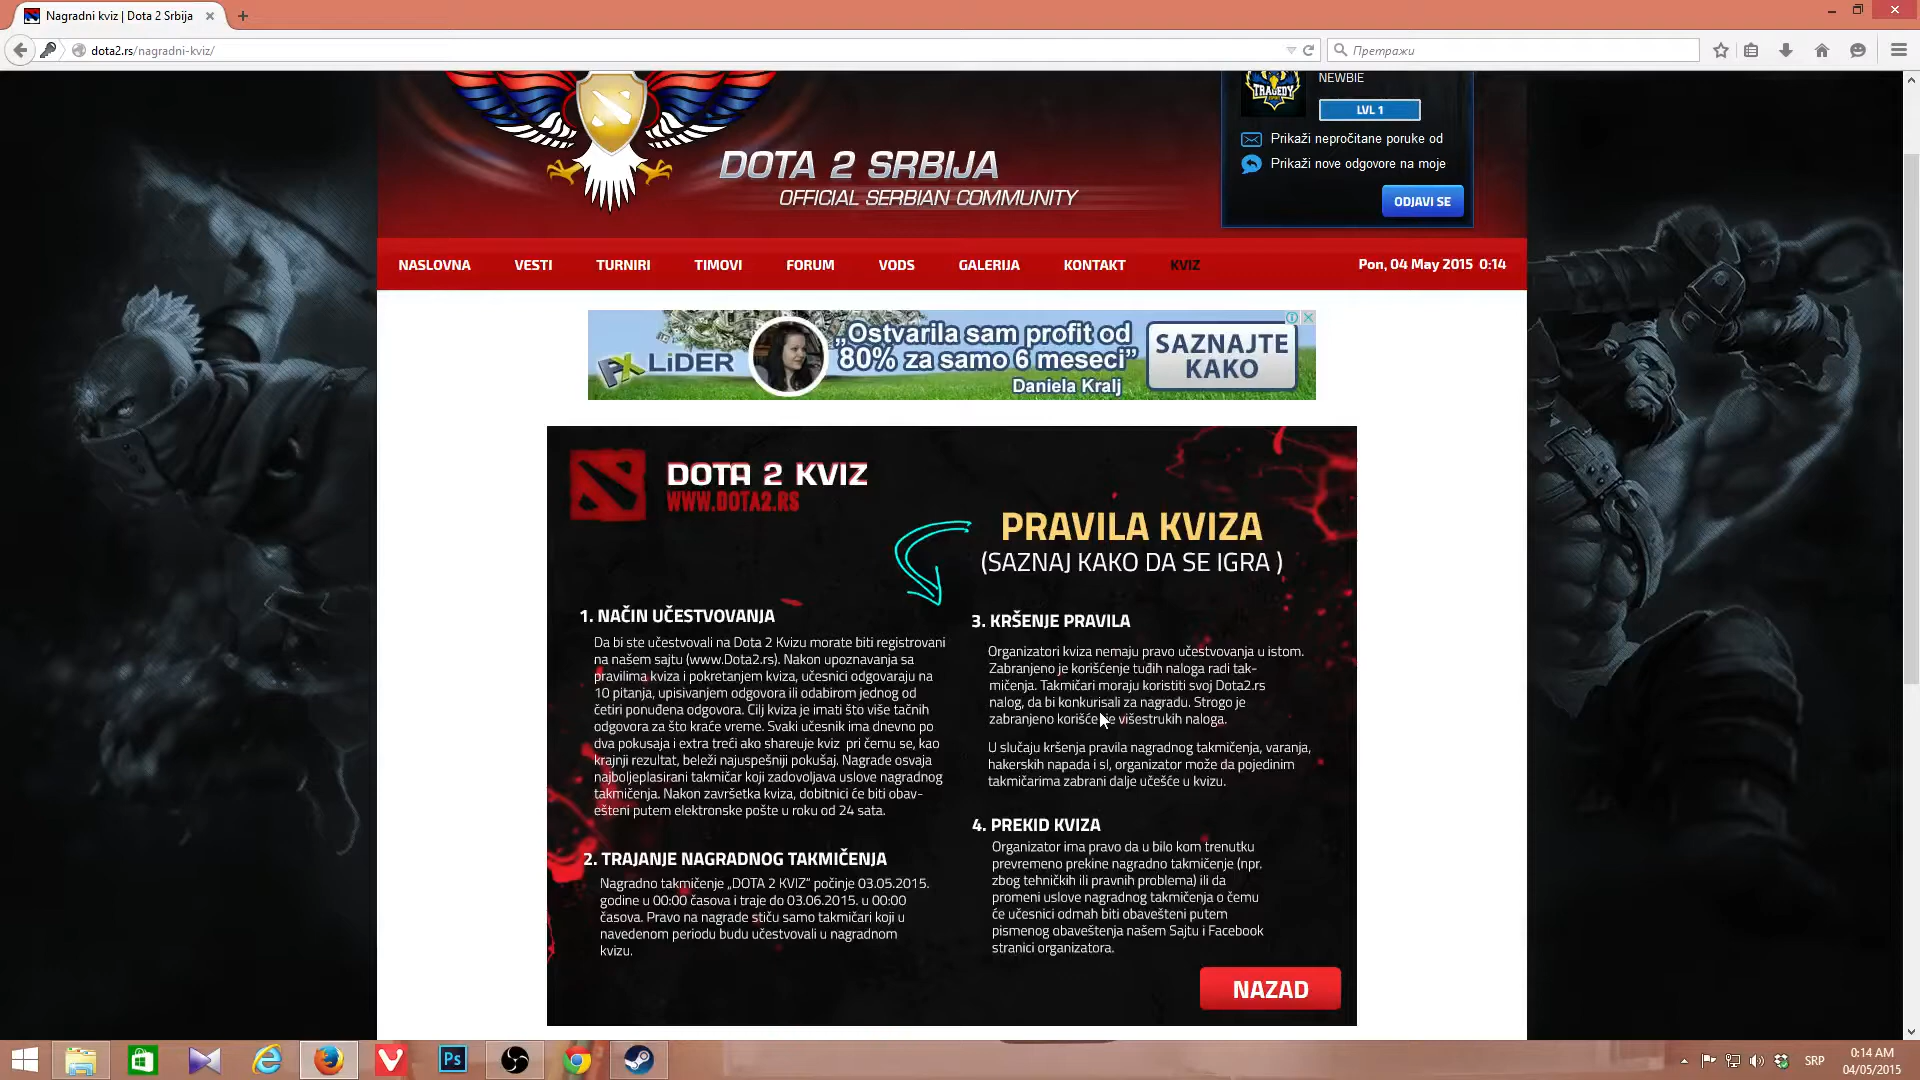 Nagradni kviz | Dota 2 Srbija
dota2.rs/nagradni-kviz/
Претражи
NEWBIE
TRAGEDY
LVL 1
Prikaži nepročitane poruke od
Prikaži nove odgovore na moje
ODJAVI SE
DOTA 2 SRBIJA
OFFICIAL SERBIAN COMMUNITY
NASLOVNA VESTI TURNIRI TIMOVI FORUM VODS GALERIJA KONTAKT KVIZ Pon, 04 May 2015 0:14
FX LiDER
„Ostvarila sam profit od
80% za samo 6 meseci”
Daniela Kralj
SAZNAJTE
KAKO
DOTA 2 KVIZ
WWW.DOTA2.RS
PRAVILA KVIZA
(SAZNAJ KAKO DA SE IGRA )
1. NAČIN UČESTVOVANJA
Da bi ste učestvovali na Dota 2 Kvizu morate biti registrovani
na našem sajtu (www.Dota2.rs). Nakon upoznavanja sa
pravilima kviza i pokretanjem kviza, učesnici odgovaraju na
10 pitanja, upisivanjem odgovora ili odabirom jednog od
četiri ponuđena odgovora. Cilj kviza je imati što više tačnih
odgovora za što kraće vreme. Svaki učesnik ima dnevno po
dva pokusaja i extra treći ako shareuje kviz pri čemu se, kao
krajnji rezultat, beleži najuspešniji pokušaj. Nagrade osvaja
najboljeplasirani takmičar koji zadovoljava uslove nagradnog
takmičenja. Nakon završetka kviza, dobitnici će biti obav-
ešteni putem elektronske pošte u roku od 24 sata.
2. TRAJANJE NAGRADNOG TAKMIČENJA
Nagradno takmičenje „DOTA 2 KVIZ” počinje 03.05.2015.
godine u 00:00 časova i traje do 03.06.2015. u 00:00
časova. Pravo na nagrade stiču samo takmičari koji u
navedenom periodu budu učestvovali u nagradnom
kvizu.
3. KRŠENJE PRAVILA
Organizatori kviza nemaju pravo učestvovanja u istom.
Zabranjeno je korišćenje tuđih naloga radi tak-
mičenja. Takmičari moraju koristiti svoj Dota2.rs
nalog, da bi konkurisali za nagradu. Strogo je
zabranjeno korišćenje višestrukih naloga.
U slučaju kršenja pravila nagradnog takmičenja, varanja,
hakerskih napada i sl, organizator može da pojedinim
takmičarima zabrani dalje učešće u kvizu.
4. PREKID KVIZA
Organizator ima pravo da u bilo kom trenutku
prevremeno prekine nagradno takmičenje (npr.
zbog tehničkih ili pravnih problema) ili da
promeni uslove nagradnog takmičenja o čemu
će učesnici odmah biti obavešteni putem
pismenog obaveštenja našem Sajtu i Facebook
stranici organizatora.
NAZAD
Ps
SRP
0:14 AM
04/05/2015